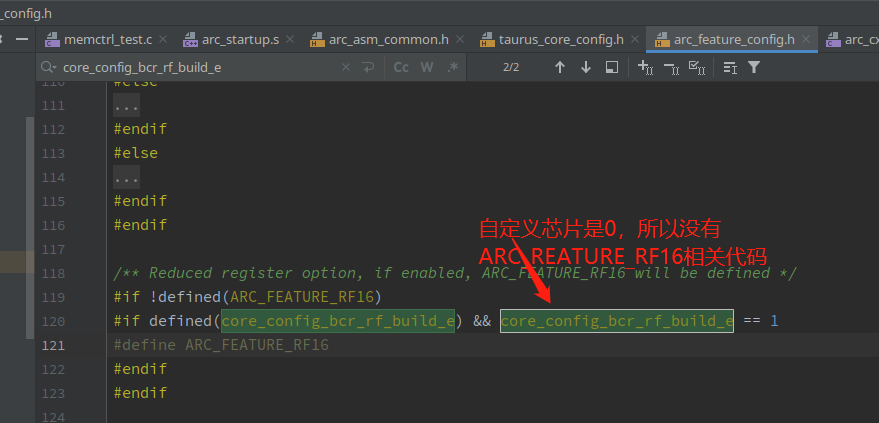 _config.h
memctrl_test.c
arc_startup.s
arc_asm_common.h
taurus_core_config.h
arc_feature_config.h
arc_cx
core_config_bcr_rf_build_e
Cc W .* 2/2
#else
111 ...
112 #endif
113 #else
114 ...
115 #endif
116 #endif
117
自定义芯片是0，所以没有
ARC_REATURE_RF16相关代码
118 /** Reduced register option, if enabled, ARC_FEATURE_RF16 will be defined */
119 #if !defined(ARC_FEATURE_RF16)
120 #if defined(core_config_bcr_rf_build_e) && core_config_bcr_rf_build_e == 1
121 #define ARC_FEATURE_RF16
122 #endif
123 #endif
124